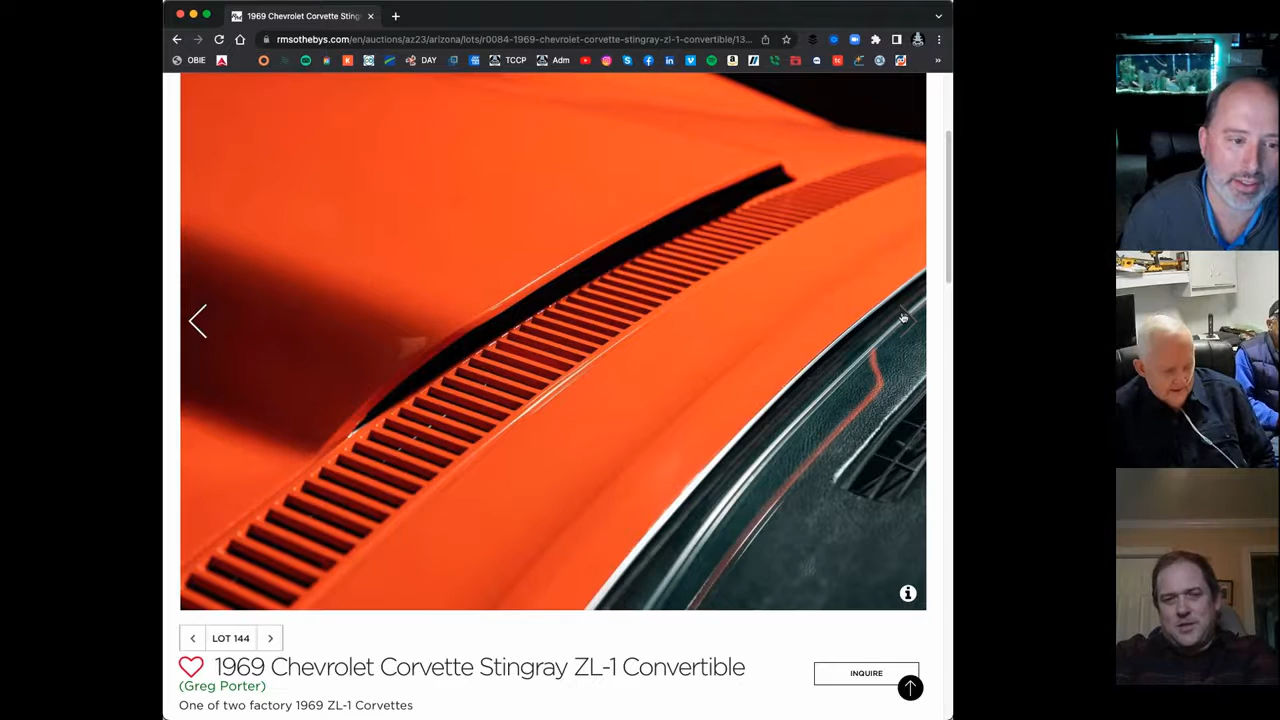 1969 Chevrolet Corvette Sting
rmsothebys.com/en/auctions/az23/arizona/lots/r0084-1969-chevrolet-corvette-stingray-zl-1-convertible/13...
OBIE
DAY
TCCP
Adm
LOT 144
1969 Chevrolet Corvette Stingray ZL-1 Convertible
INQUIRE
(Greg Porter)
One of two factory 1969 ZL-1 Corvettes